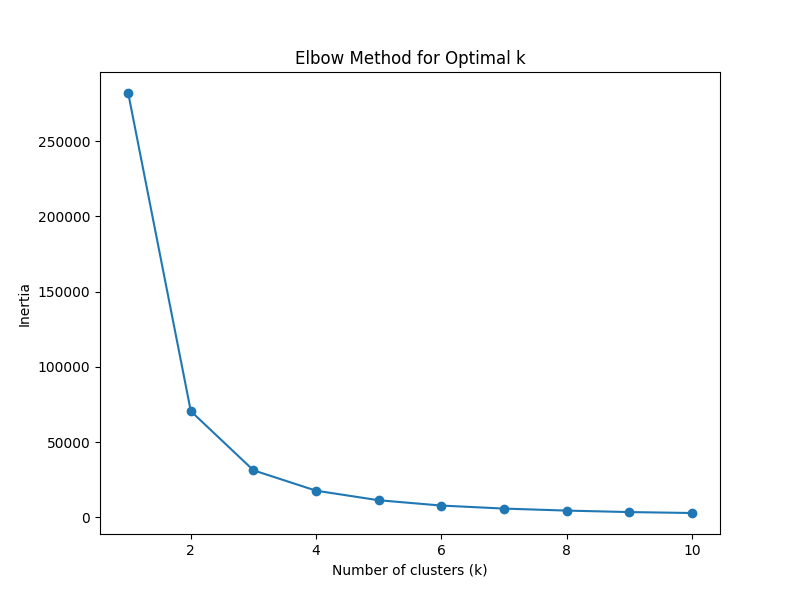 Elbow Method for Optimal k
250000
200000
150000
100000
50000
0
Inertia
2 4 6 8 10
Number of clusters (k)